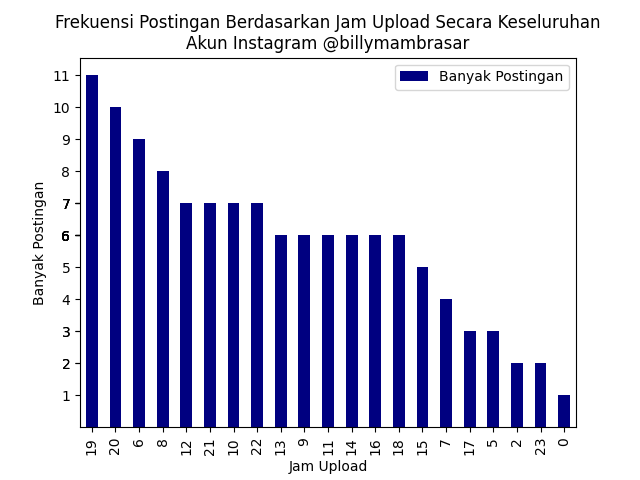 Frekuensi Postingan Berdasarkan Jam Upload Secara Keseluruhan
Akun Instagram @billymambrasar
Banyak Postingan
11
10
9
8
7
6
5
4
3
2
1
Banyak Postingan
19 20 6 8 12 21 10 22 13 9 11 14 16 18 15 7 17 5 2 23 0
Jam Upload